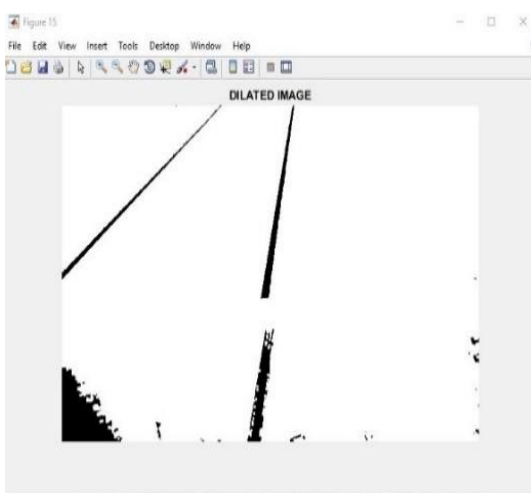 Figure 15
File Edit View Insert Tools Desktop Window Help
DILATED IMAGE